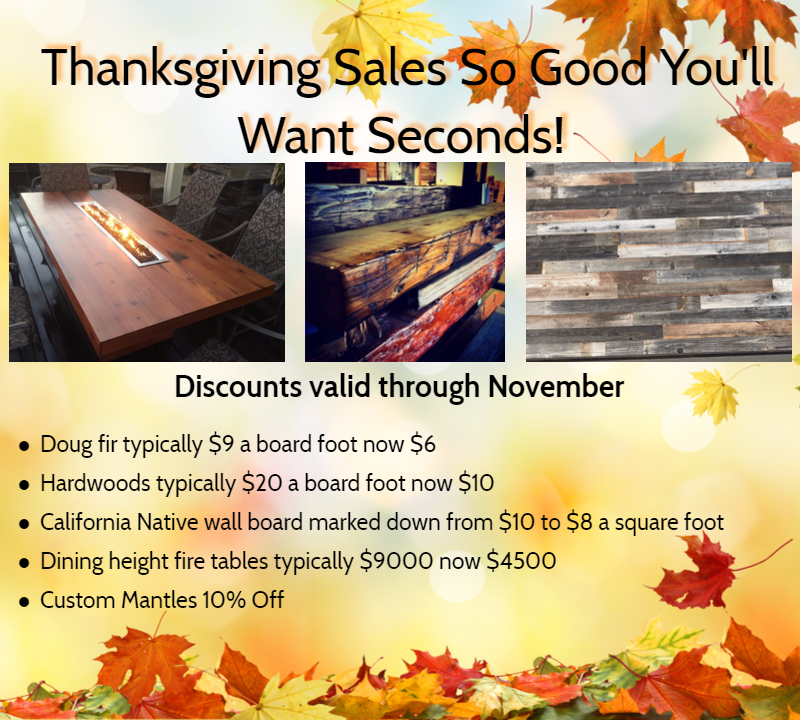 Thanksgiving Sales So Good You'll
Want Seconds!
Discounts valid through November
• Doug fir typically $9 a board foot now $6
• Hardwoods typically $20 a board foot now $10
• California Native wall board marked down from $10 to $8 a square foot
• Dining height fire tables typically $9000 now $4500
• Custom Mantles 10% Off